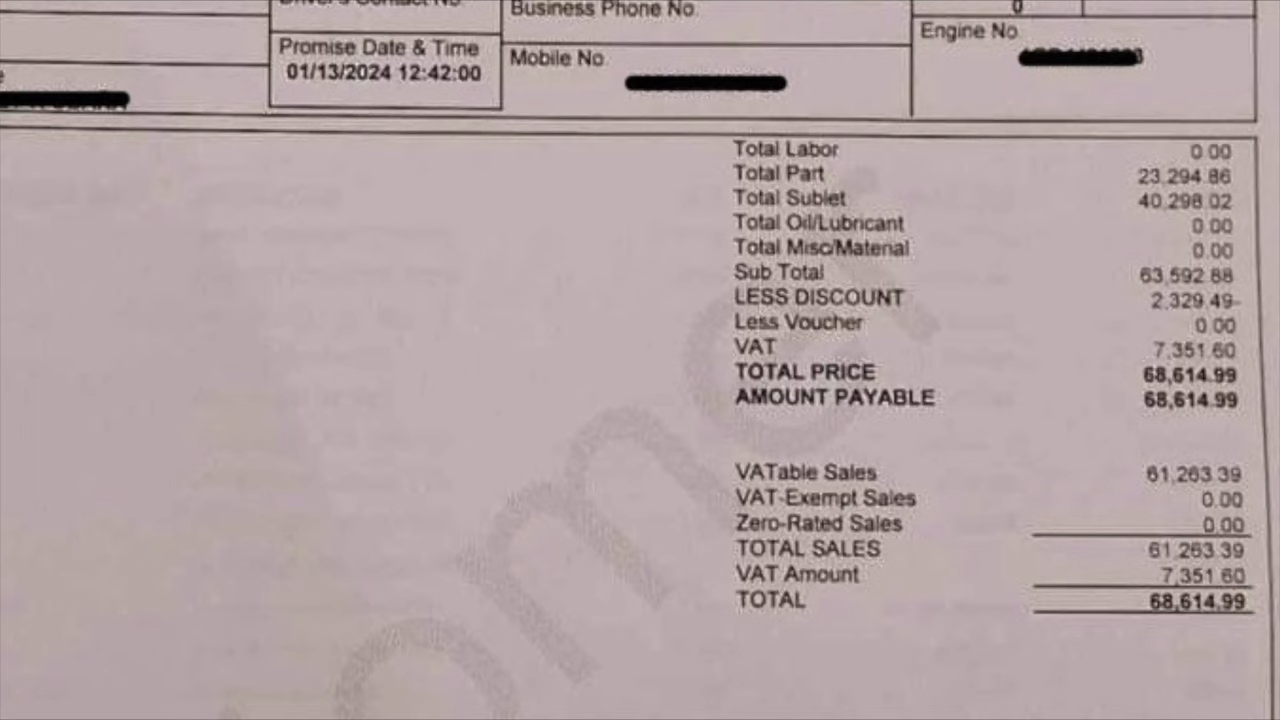 Driver's Contact No.
Business Phone No.
0
Engine No.
Promise Date & Time
01/13/2024 12:42:00
Mobile No.
Total Labor 0.00
Total Part 23,294.86
Total Sublet 40,298.02
Total Oil/Lubricant 0.00
Total Misc/Material 0.00
Sub Total 63,592.88
LESS DISCOUNT 2,329.49-
Less Voucher 0.00
VAT 7,351.60
TOTAL PRICE 68,614.99
AMOUNT PAYABLE 68,614.99
VATable Sales 61,263.39
VAT-Exempt Sales 0.00
Zero-Rated Sales 0.00
TOTAL SALES 61,263.39
VAT Amount 7,351.60
TOTAL 68,614.99